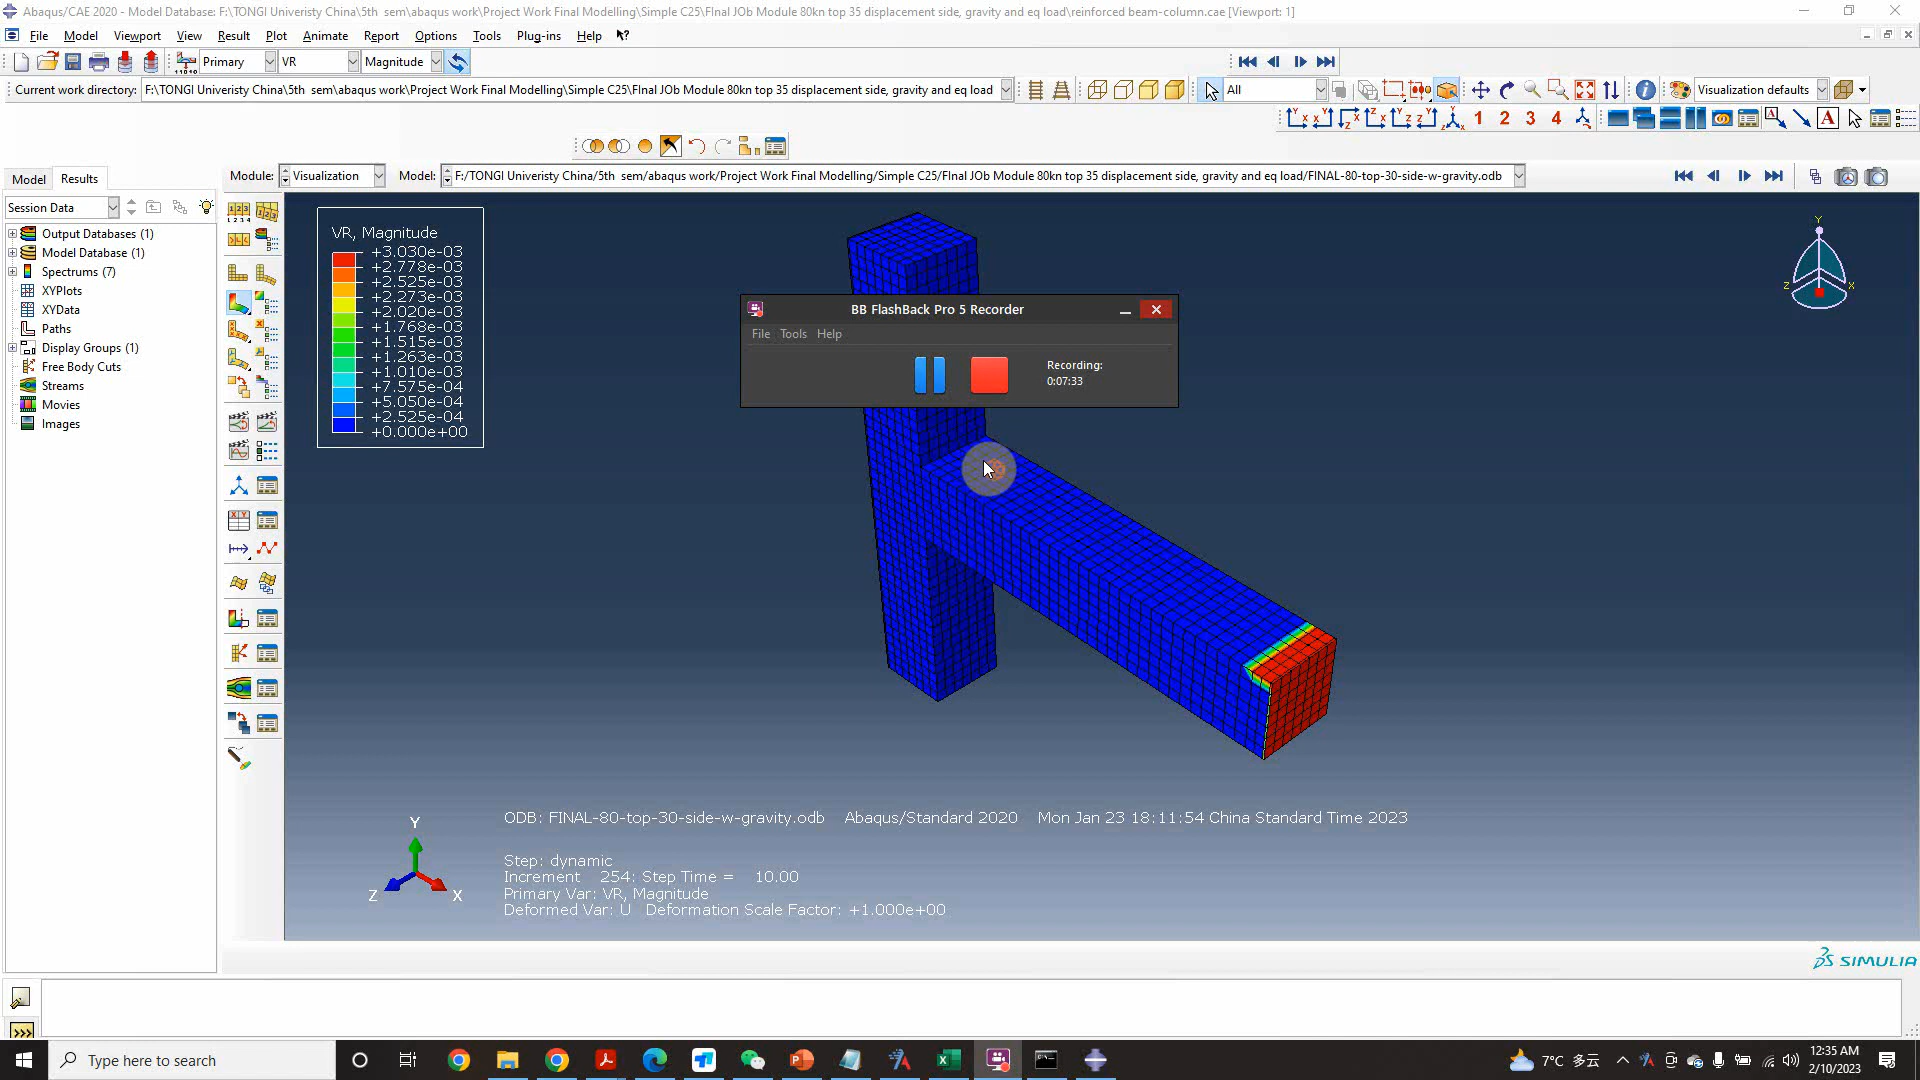 Abaqus/CAE 2020 - Model Database: F:\TONGI Univeristy China\5th sem\abaqus work\Project Work Final Modelling\Simple C25\FInal JOb Module 80kn top 35 displacement side, gravity and eq load\reinforced beam-column.cae [Viewport: 1]
File Model Viewport View Result Plot Animate Report Options Tools Plug-ins Help
Primary VR Magnitude
Current work directory: F:\TONGI Univeristy China\5th sem\abaqus work\Project Work Final Modelling\Simple C25\FInal JOb Module 80kn top 35 displacement side, gravity and eq load All Visualization defaults
1 2 3 4 A
Model Results Module: Visualization Model: F:/TONGI Univeristy China/5th sem/abaqus work/Project Work Final Modelling/Simple C25/FInal JOb Module 80kn top 35 displacement side, gravity and eq load/FINAL-80-top-30-side-w-gravity.odb
Session Data
Output Databases (1)
Model Database (1)
Spectrums (7)
XYPlots
XYData
Paths
Display Groups (1)
Free Body Cuts
Streams
Movies
Images
VR, Magnitude
+3.030e-03
+2.778e-03
+2.525e-03
+2.273e-03
+2.020e-03
+1.768e-03
+1.515e-03
+1.263e-03
+1.010e-03
+7.575e-04
+5.050e-04
+2.525e-04
+0.000e+00
BB FlashBack Pro 5 Recorder
File Tools Help
Recording:
0:07:33
Y
Z X
ODB: FINAL-80-top-30-side-w-gravity.odb Abaqus/Standard 2020 Mon Jan 23 18:11:54 China Standard Time 2023
Step: dynamic
Increment 254: Step Time = 10.00
Primary Var: VR, Magnitude
Deformed Var: U Deformation Scale Factor: +1.000e+00
Y
Z X
SIMULIA
>>>
Type here to search
7°C 多云
12:35 AM
2/10/2023